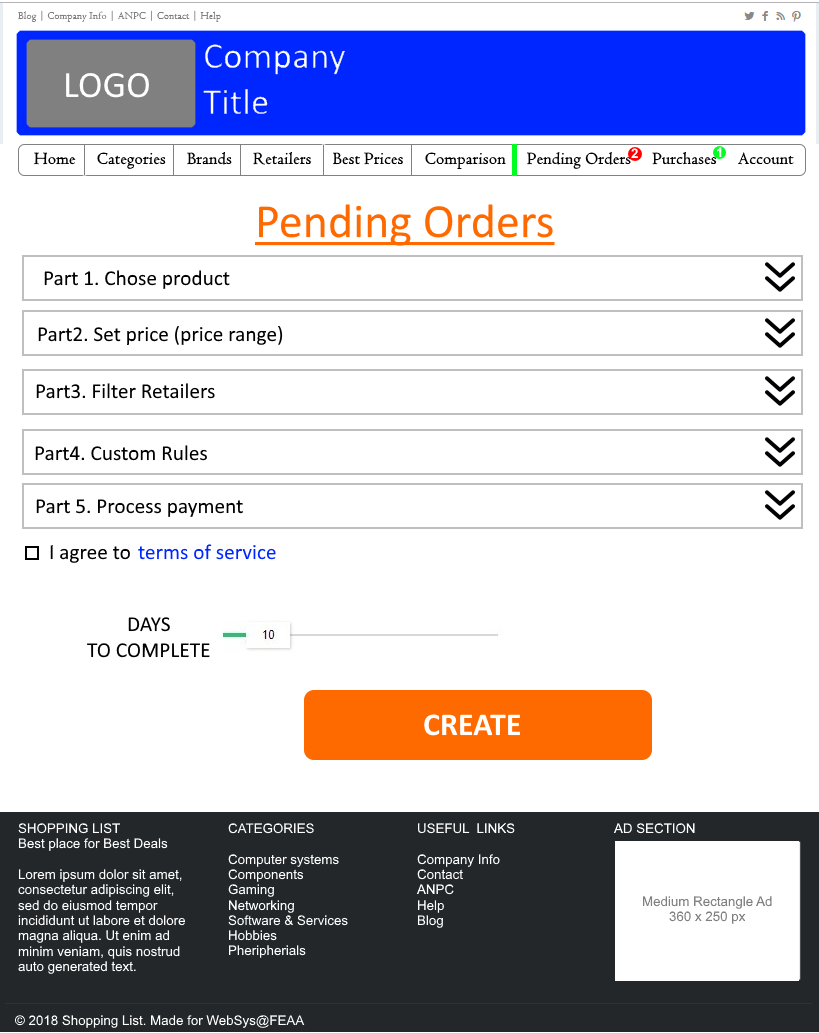 Blog | Company Info | ANPC | Contact | Help
LOGO
Company
Title
Home
Categories
Brands
Retailers
Best Prices
Comparison
Pending Orders 2
Purchases 1
Account
Pending Orders
Part 1. Chose product
Part2. Set price (price range)
Part3. Filter Retailers
Part4. Custom Rules
Part 5. Process payment
I agree to terms of service
DAYS
TO COMPLETE
10
CREATE
SHOPPING LIST
Best place for Best Deals
Lorem ipsum dolor sit amet,
consectetur adipiscing elit,
sed do eiusmod tempor
incididunt ut labore et dolore
magna aliqua. Ut enim ad
minim veniam, quis nostrud
auto generated text.
CATEGORIES
Computer systems
Components
Gaming
Networking
Software & Services
Hobbies
Pheripherials
USEFUL LINKS
Company Info
Contact
ANPC
Help
Blog
AD SECTION
Medium Rectangle Ad
360 x 250 px
© 2018 Shopping List. Made for WebSys@FEAA